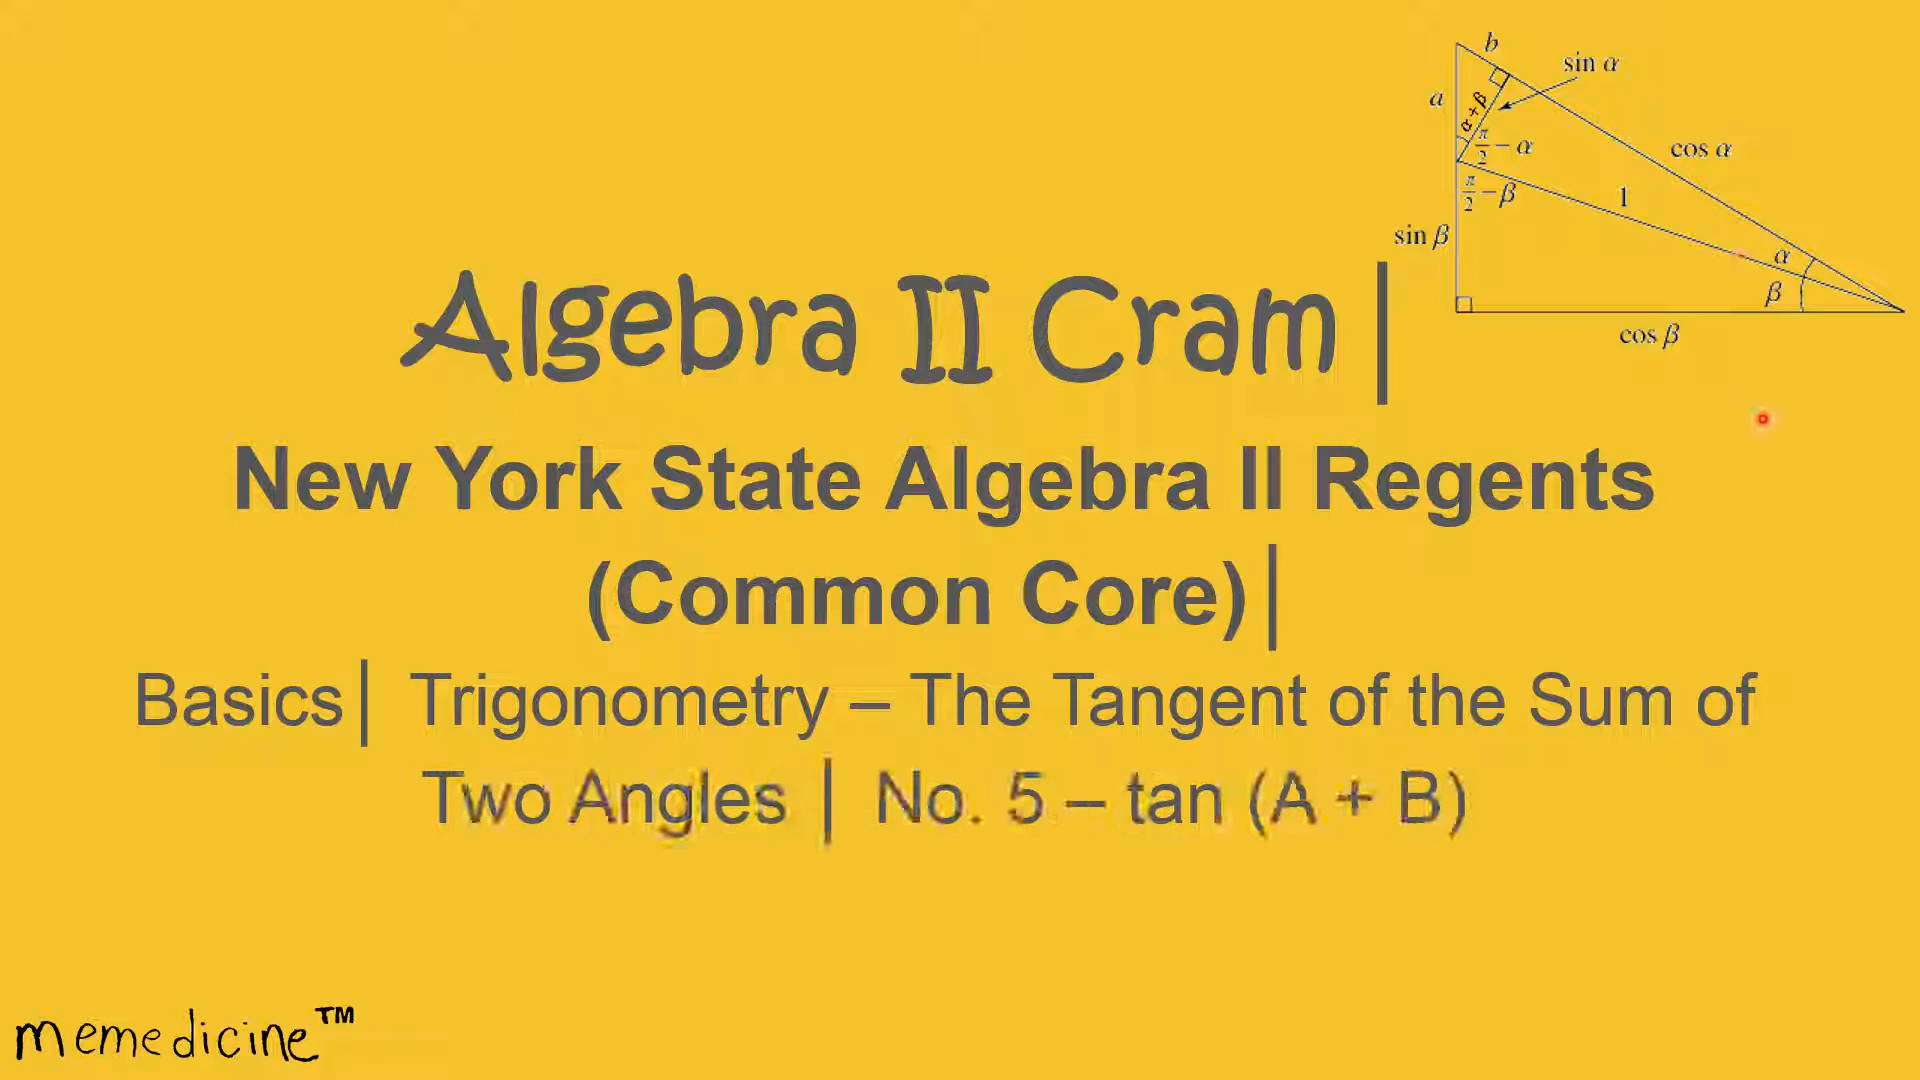 b
sin α
a
α+β
π/2 − α
cos α
π/2 − β
1
sin β
α
β
cos β
Algebra II Cram|
New York State Algebra II Regents
(Common Core)|
Basics| Trigonometry – The Tangent of the Sum of
Two Angles | No. 5 – tan (A + B)
memedicine™